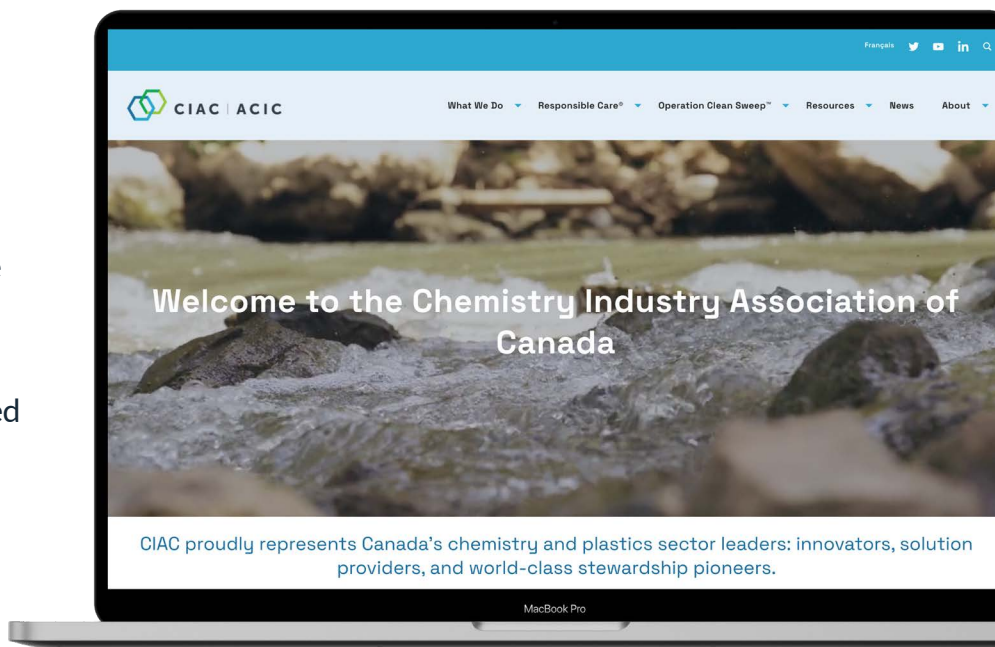 Français
CIAC | ACIC
What We Do
Responsible Care®
Operation Clean Sweep™
Resources
News
About
Welcome to the Chemistry Industry Association of
Canada
CIAC proudly represents Canada's chemistry and plastics sector leaders: innovators, solution
providers, and world-class stewardship pioneers.
MacBook Pro